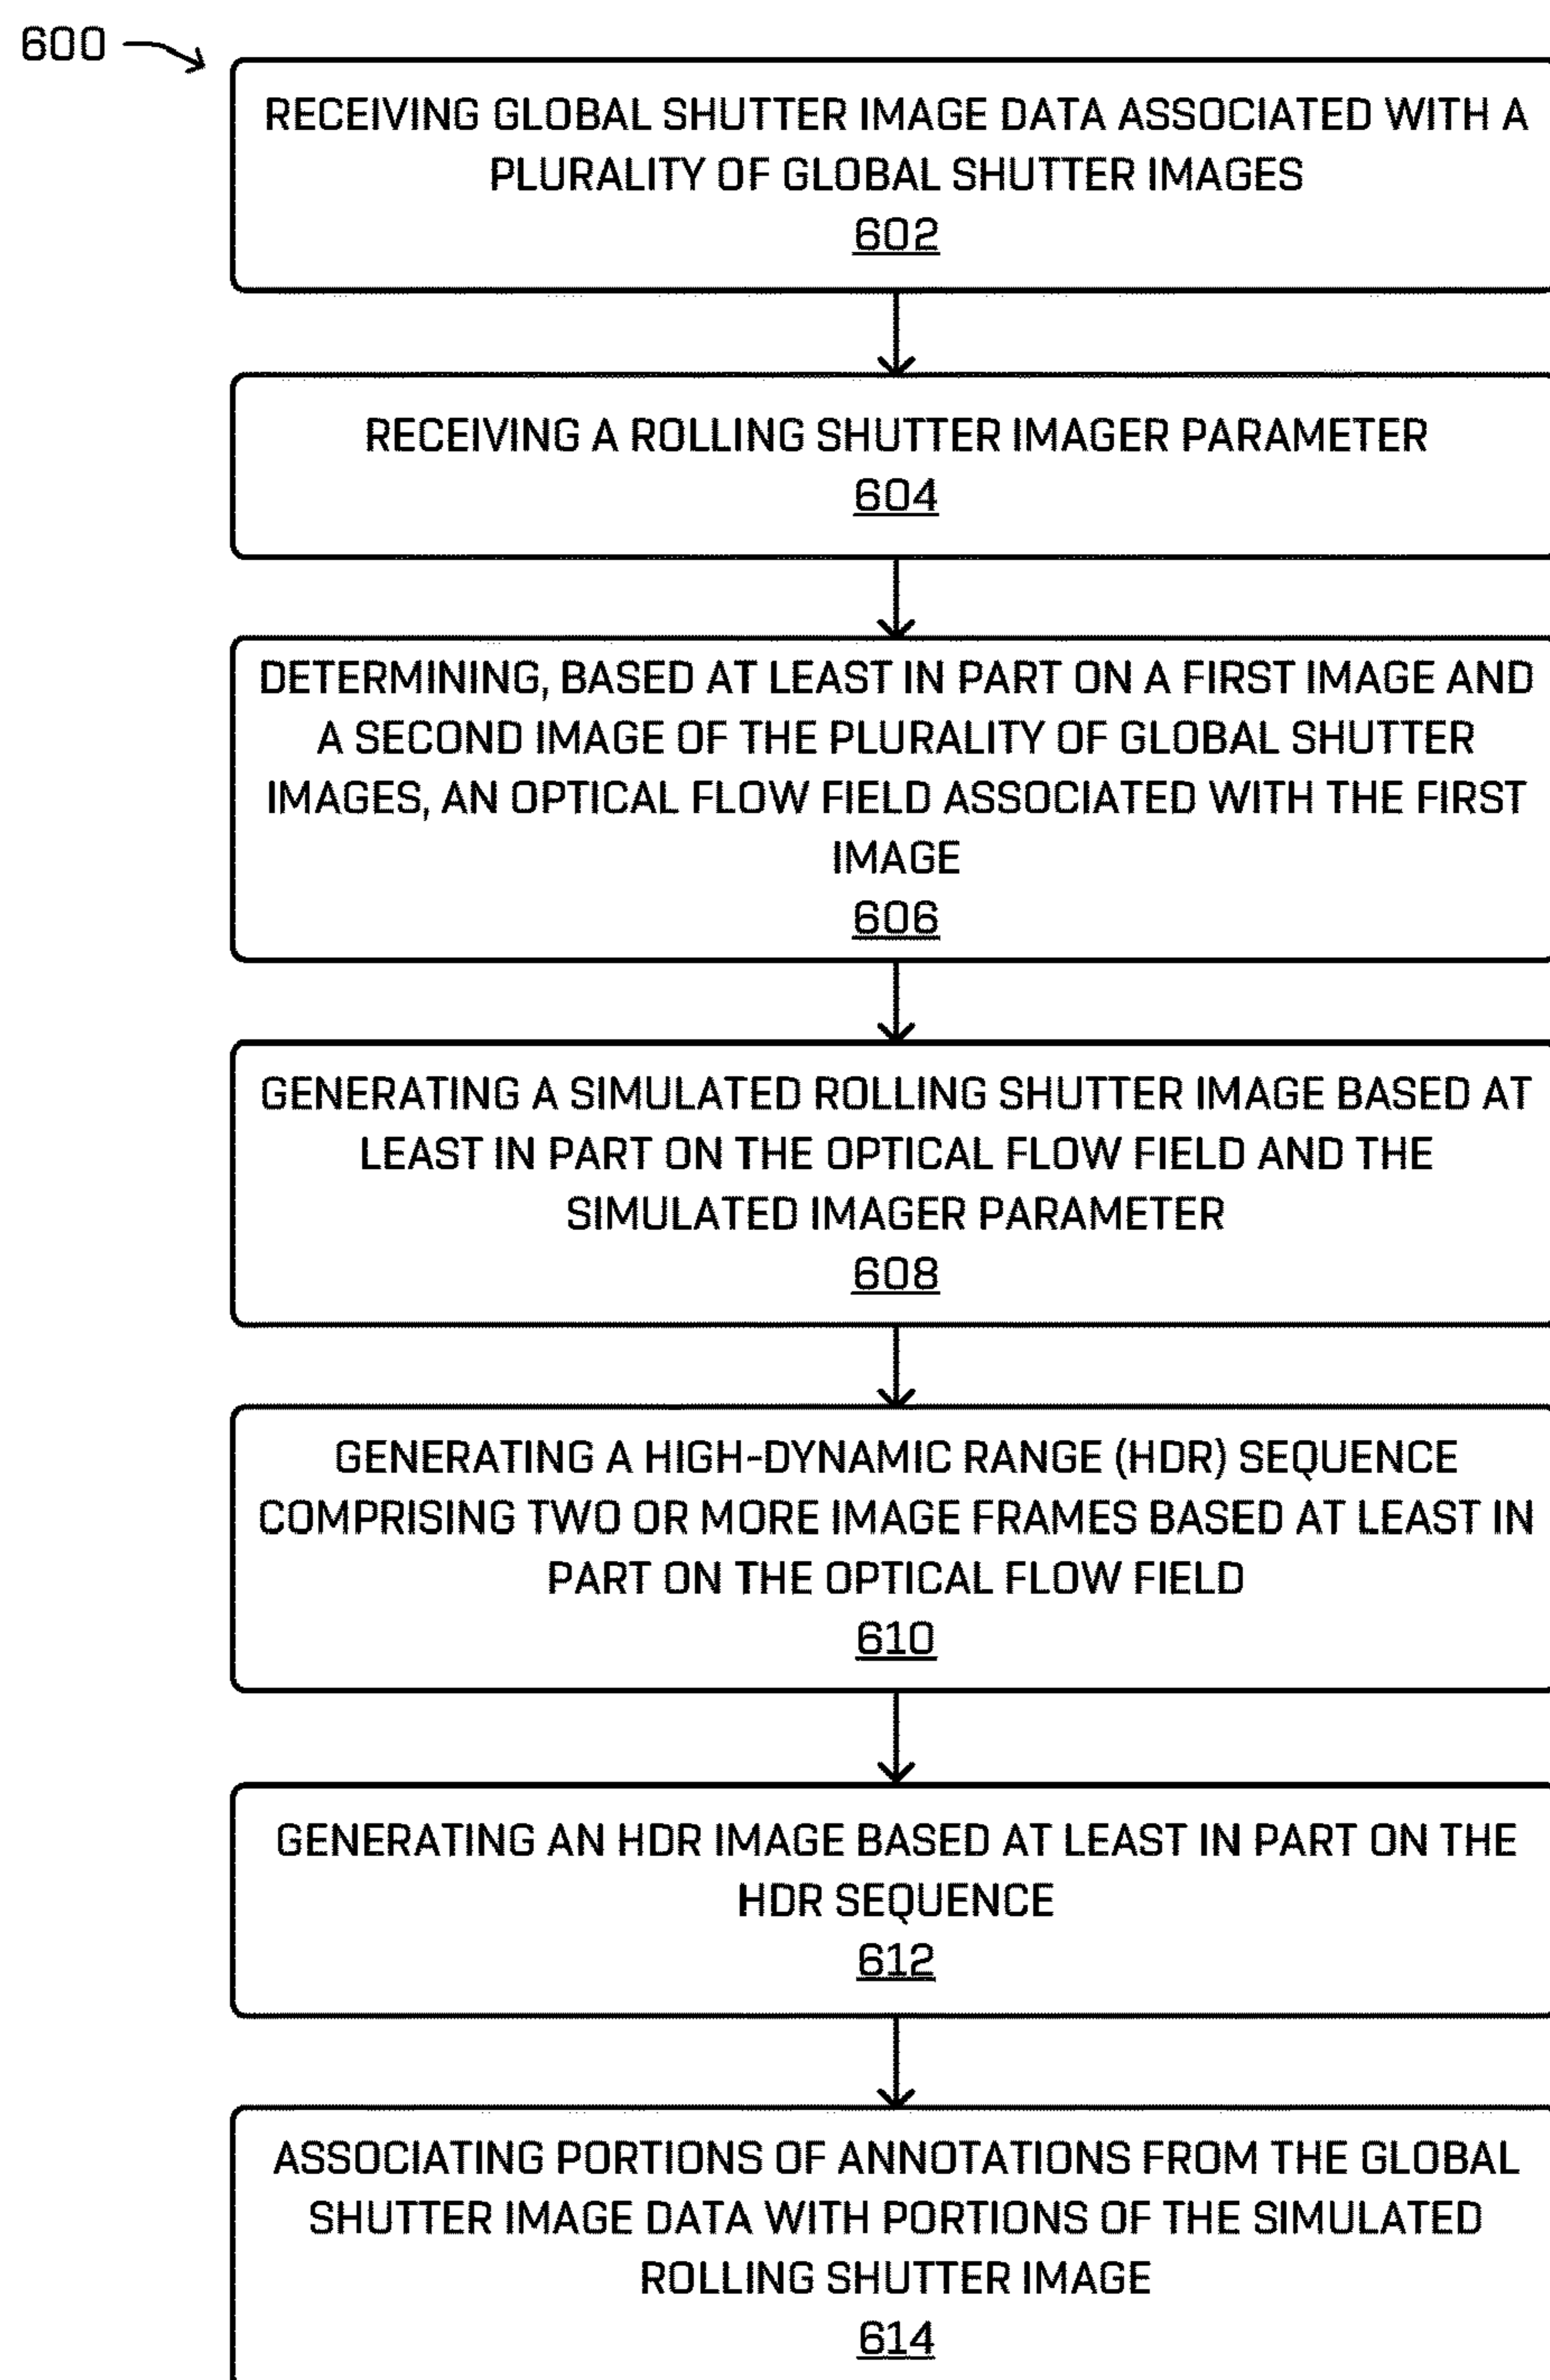 600
RECEIVING GLOBAL SHUTTER IMAGE DATA ASSOCIATED WITH A
PLURALITY OF GLOBAL SHUTTER IMAGES
602
RECEIVING A ROLLING SHUTTER IMAGER PARAMETER
604
DETERMINING, BASED AT LEAST IN PART ON A FIRST IMAGE AND
A SECOND IMAGE OF THE PLURALITY OF GLOBAL SHUTTER
IMAGES, AN OPTICAL FLOW FIELD ASSOCIATED WITH THE FIRST
IMAGE
606
GENERATING A SIMULATED ROLLING SHUTTER IMAGE BASED AT
LEAST IN PART ON THE OPTICAL FLOW FIELD AND THE
SIMULATED IMAGER PARAMETER
608
GENERATING A HIGH-DYNAMIC RANGE (HDR) SEQUENCE
COMPRISING TWO OR MORE IMAGE FRAMES BASED AT LEAST IN
PART ON THE OPTICAL FLOW FIELD
610
GENERATING AN HDR IMAGE BASED AT LEAST IN PART ON THE
HDR SEQUENCE
612
ASSOCIATING PORTIONS OF ANNOTATIONS FROM THE GLOBAL
SHUTTER IMAGE DATA WITH PORTIONS OF THE SIMULATED
ROLLING SHUTTER IMAGE
614